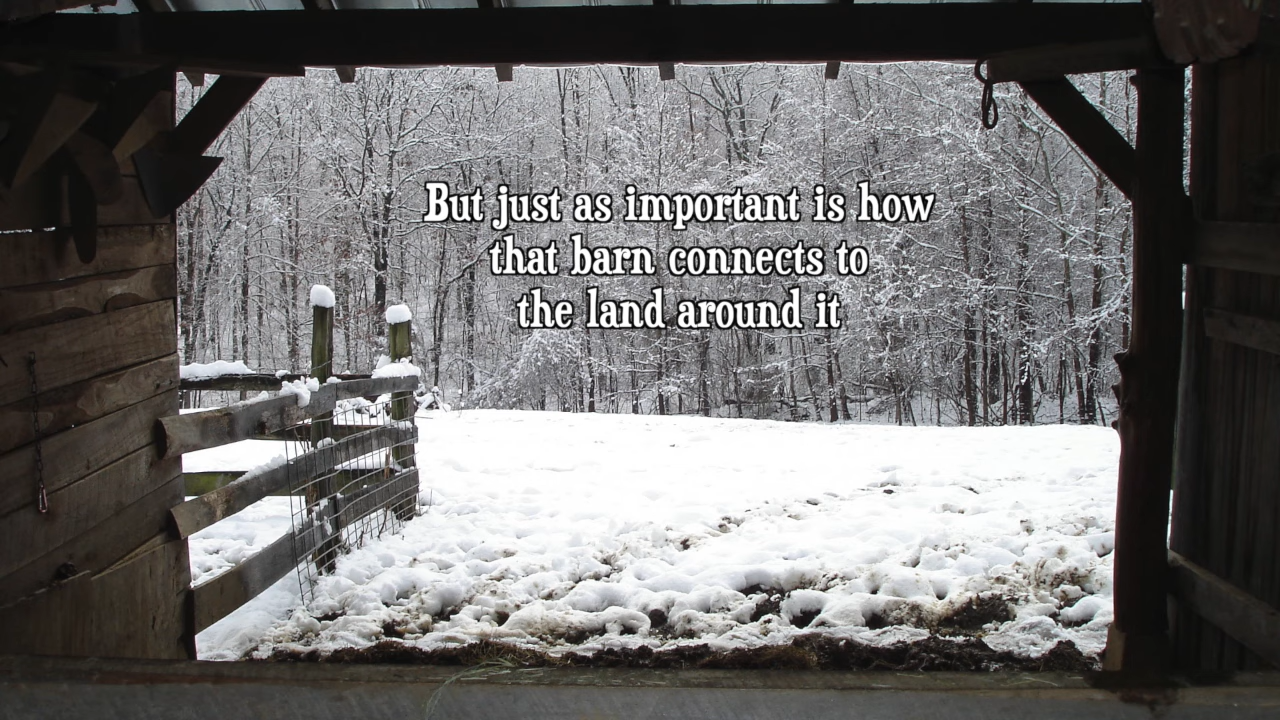 But just as important is how
that barn connects to
the land around it